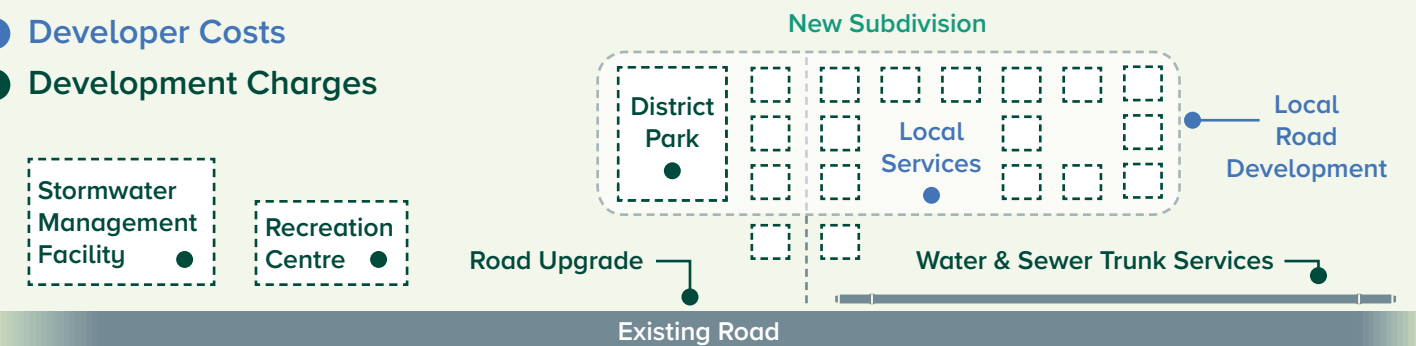 Developer Costs
Development Charges
New Subdivision
District
Park
Local
Services
Local
Road
Development
Stormwater
Management
Facility
Recreation
Centre
Road Upgrade
Water & Sewer Trunk Services
Existing Road